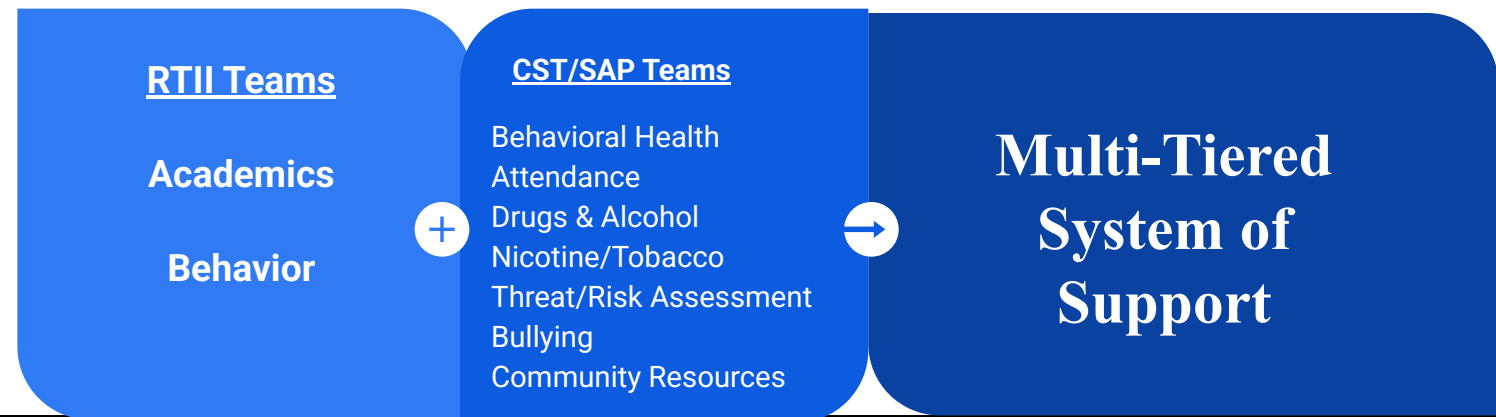 RTII Teams
Academics
Behavior
+
CST/SAP Teams
Behavioral Health
Attendance
Drugs & Alcohol
Nicotine/Tobacco
Threat/Risk Assessment
Bullying
Community Resources
→
Multi-Tiered
System of
Support